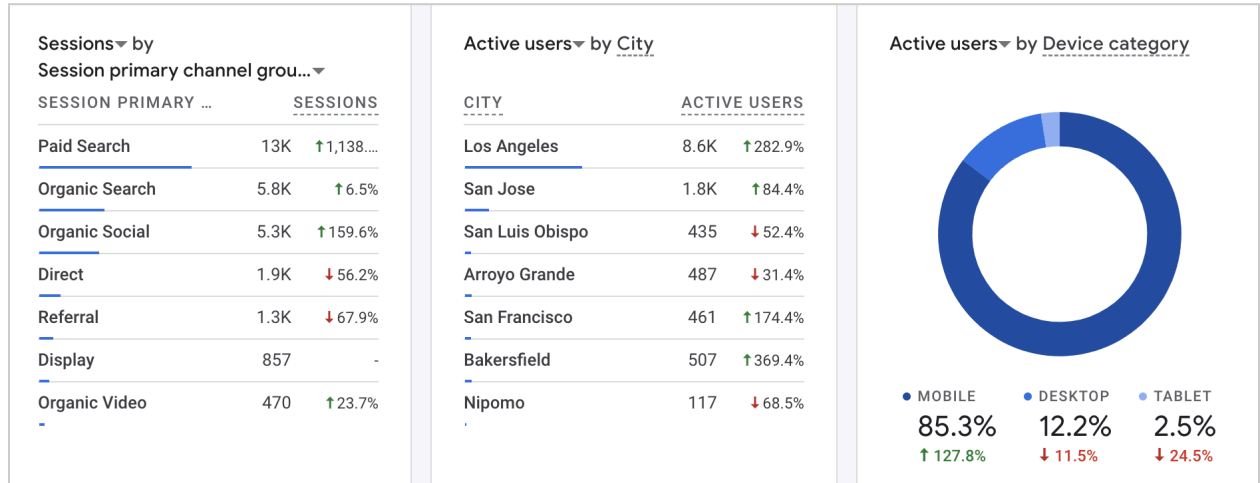 Sessions by
Session primary channel grou...
SESSION PRIMARY ... SESSIONS
Paid Search 13K ↑1,138....
Organic Search 5.8K ↑6.5%
Organic Social 5.3K ↑159.6%
Direct 1.9K ↓56.2%
Referral 1.3K ↓67.9%
Display 857 -
Organic Video 470 ↑23.7%
Active users by City
CITY ACTIVE USERS
Los Angeles 8.6K ↑282.9%
San Jose 1.8K ↑84.4%
San Luis Obispo 435 ↓52.4%
Arroyo Grande 487 ↓31.4%
San Francisco 461 ↑174.4%
Bakersfield 507 ↑369.4%
Nipomo 117 ↓68.5%
Active users by Device category
MOBILE DESKTOP TABLET
85.3% 12.2% 2.5%
↑127.8% ↓11.5% ↓24.5%